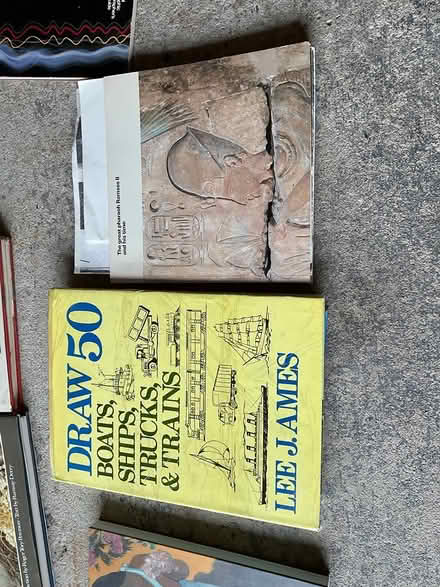 The great pharaoh Ramses II
and his time
DRAW 50
BOATS,
SHIPS,
TRUCKS,
& TRAINS
LEE J. AMES